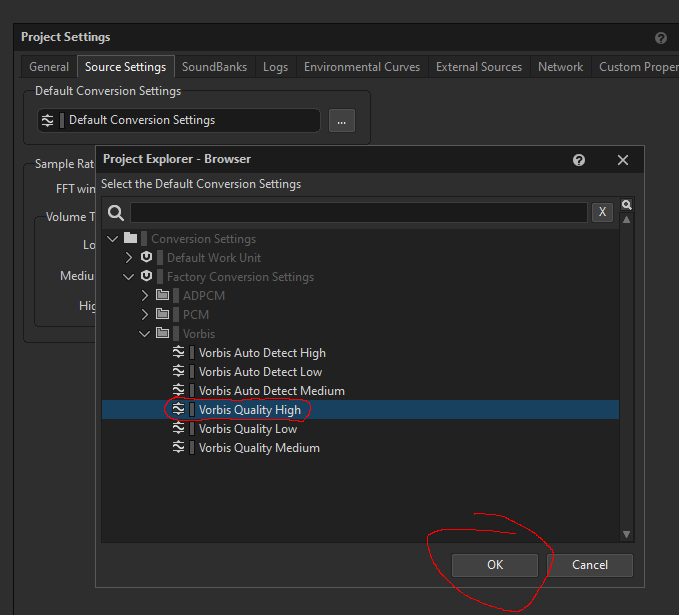 Project Settings
General Source Settings SoundBanks Logs Environmental Curves External Sources Network Custom Proper
Default Conversion Settings
Default Conversion Settings ...
Project Explorer - Browser
Select the Default Conversion Settings
X
Sample Rat
FFT win
Volume T
Lo
Mediu
Hig
Conversion Settings
Default Work Unit
Factory Conversion Settings
ADPCM
PCM
Vorbis
Vorbis Auto Detect High
Vorbis Auto Detect Low
Vorbis Auto Detect Medium
Vorbis Quality High
Vorbis Quality Low
Vorbis Quality Medium
OK Cancel